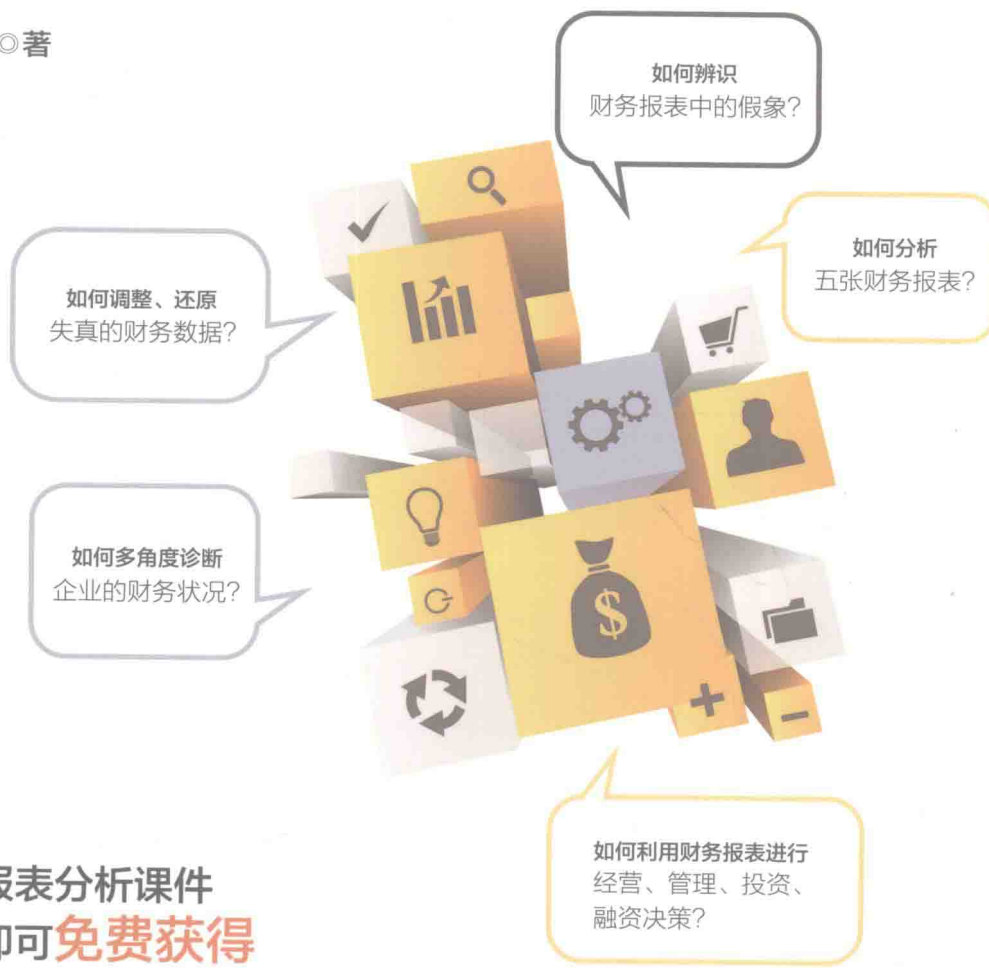 ◎著
如何辨识
财务报表中的假象?
如何分析
五张财务报表?
如何调整、还原
失真的财务数据?
如何多角度诊断
企业的财务状况?
$
如何利用财务报表进行
经营、管理、投资、
融资决策?
报表分析课件
即可免费获得